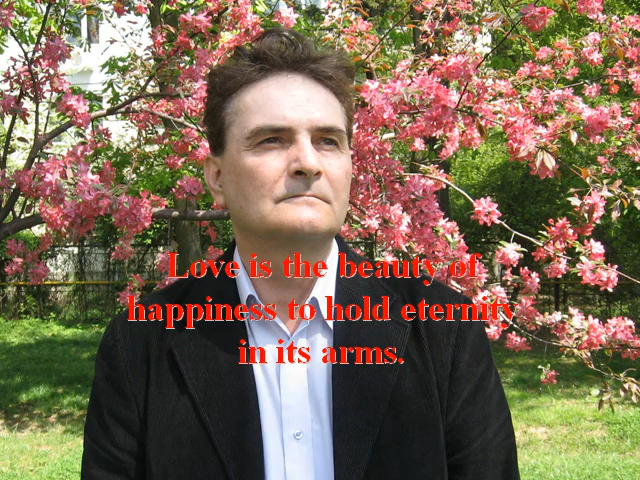 Love is the beauty of
happiness to hold eternity
in its arms.